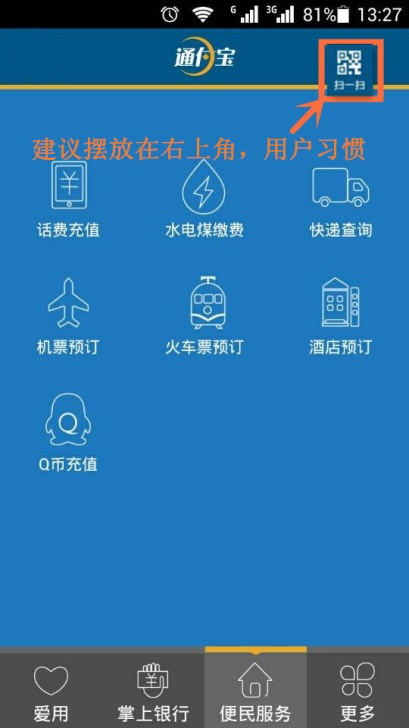 G 3G 81% 13:27
通付宝
扫一扫
建议摆放在右上角，用户习惯
话费充值 水电煤缴费 快递查询
机票预订 火车票预订 酒店预订
Q
Q币充值
爱用 掌上银行 便民服务 更多